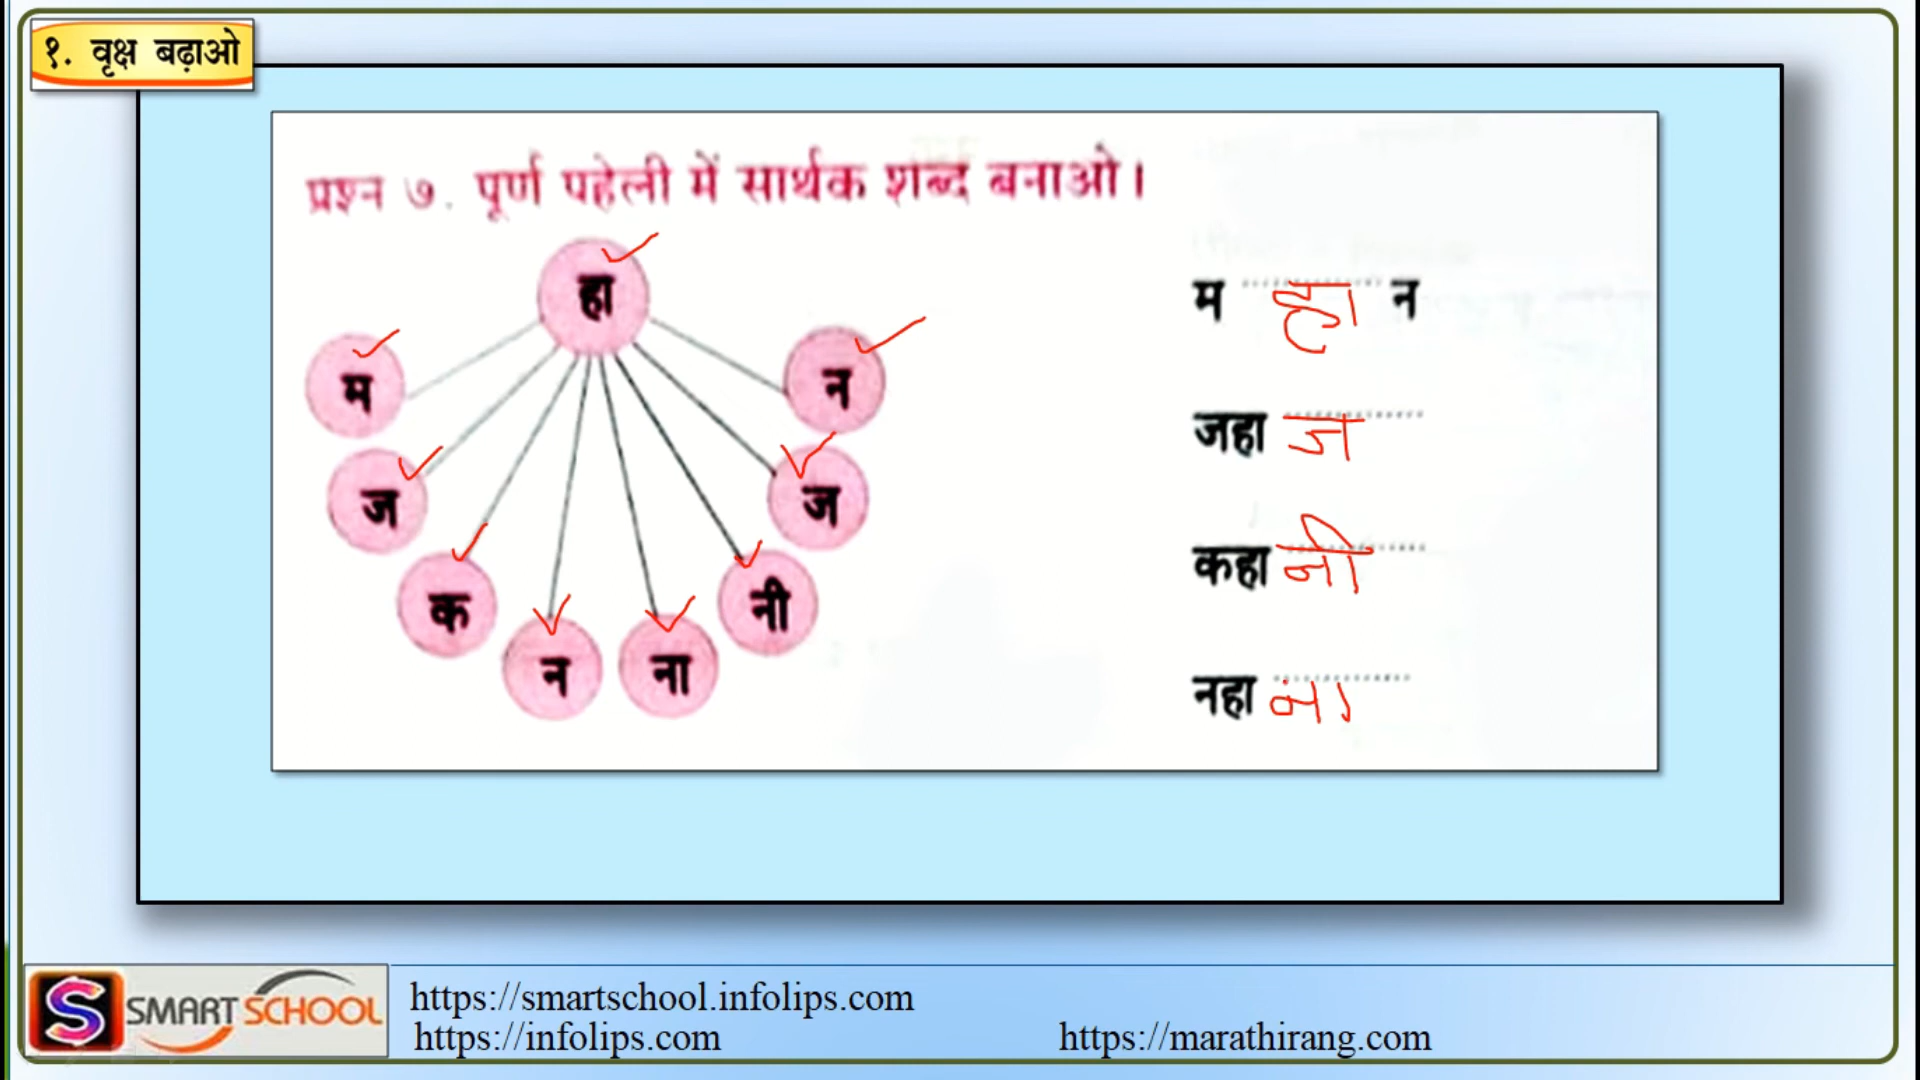 १. वृक्ष बढ़ाओ
प्रश्न ७. पूर्ण पहेली में सार्थक शब्द बनाओ।
हा
म
न
ज
ज
क
नी
न
ना
म हा न
जहा ज
कहा नी
नहा ना
S SMART SCHOOL
https://smartschool.infolips.com
https://infolips.com
https://marathirang.com